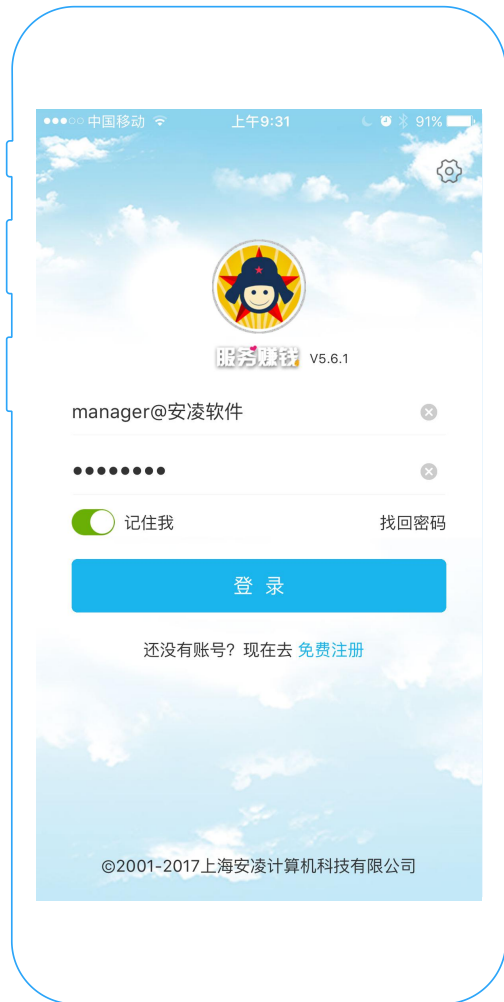 中国移动 上午9:31 91%
服务赚钱 V5.6.1
manager@安凌软件
●●●●●●●●
记住我 找回密码
登 录
还没有账号? 现在去 免费注册
©2001-2017上海安凌计算机科技有限公司